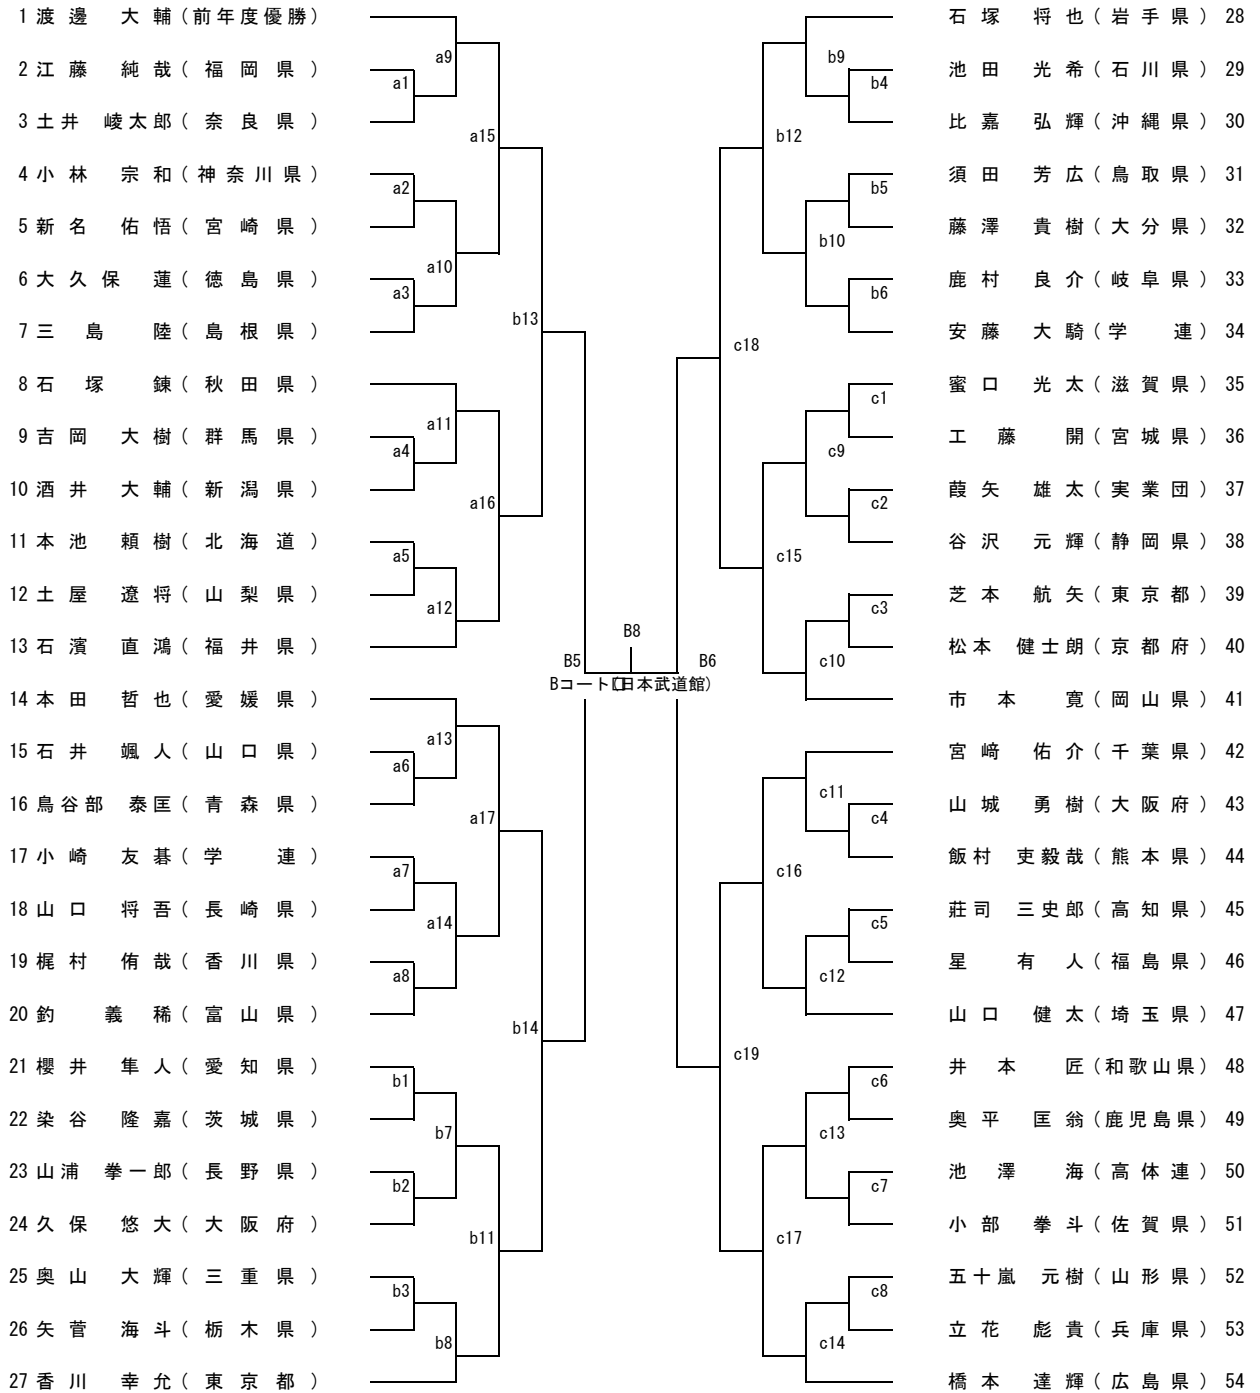 1 渡邊 大輔(前年度優勝)
2 江藤 純哉(福岡県)
3 土井 崚太郎(奈良県)
4 小林 宗和(神奈川県)
5 新名 佑悟(宮崎県)
6 大久保 蓮(徳島県)
7 三島 陸(島根県)
8 石塚 錬(秋田県)
9 吉岡 大樹(群馬県)
10 酒井 大輔(新潟県)
11 本池 頼樹(北海道)
12 土屋 遼将(山梨県)
13 石濱 直鴻(福井県)
14 本田 哲也(愛媛県)
15 石井 颯人(山口県)
16 鳥谷部 泰匡(青森県)
17 小崎 友碁(学連)
18 山口 将吾(長崎県)
19 梶村 侑哉(香川県)
20 釣 義稀(富山県)
21 櫻井 隼人(愛知県)
22 染谷 隆嘉(茨城県)
23 山浦 拳一郎(長野県)
24 久保 悠大(大阪府)
25 奥山 大輝(三重県)
26 矢菅 海斗(栃木県)
27 香川 幸允(東京都)
a1
a2
a3
a4
a5
a6
a7
a8
b1
b2
b3
a9
a10
a11
a12
a13
a14
b7
b8
a15
a16
a17
b11
b13
b14
B5
B8
B6
Bコート(日本武道館)
c18
c19
b12
c15
c16
c17
b9
b10
c9
c10
c11
c12
c13
c14
b4
b5
b6
c1
c2
c3
c4
c5
c6
c7
c8
石塚 将也(岩手県) 28
池田 光希(石川県) 29
比嘉 弘輝(沖縄県) 30
須田 芳広(鳥取県) 31
藤澤 貴樹(大分県) 32
鹿村 良介(岐阜県) 33
安藤 大騎(学連) 34
蜜口 光太(滋賀県) 35
工藤 開(宮城県) 36
葭矢 雄太(実業団) 37
谷沢 元輝(静岡県) 38
芝本 航矢(東京都) 39
松本 健士朗(京都府) 40
市本 寛(岡山県) 41
宮﨑 佑介(千葉県) 42
山城 勇樹(大阪府) 43
飯村 吏毅哉(熊本県) 44
莊司 三史郎(高知県) 45
星 有人(福島県) 46
山口 健太(埼玉県) 47
井本 匠(和歌山県) 48
奥平 匡翁(鹿児島県) 49
池澤 海(高体連) 50
小部 拳斗(佐賀県) 51
五十嵐 元樹(山形県) 52
立花 彪貴(兵庫県) 53
橋本 達輝(広島県) 54